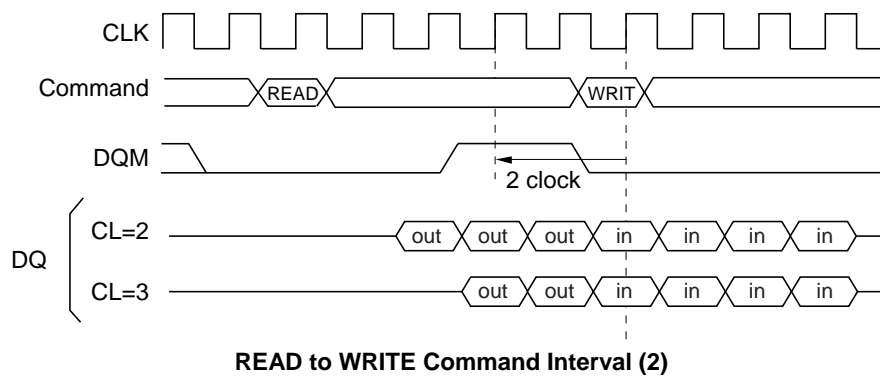 CLK
Command READ WRIT
DQM
2 clock
DQ
CL=2 out out out in in in in
CL=3 out out in in in in
READ to WRITE Command Interval (2)